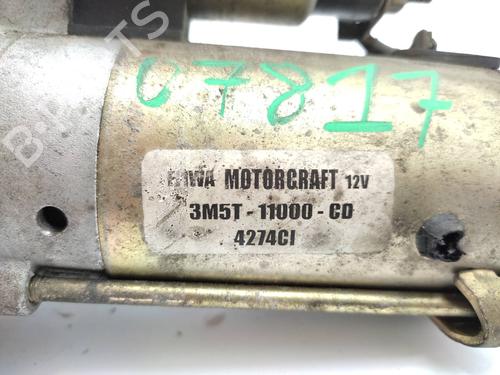 07817
MOTORCRAFT 12V
3M5T - 11000 - CD
4274CI